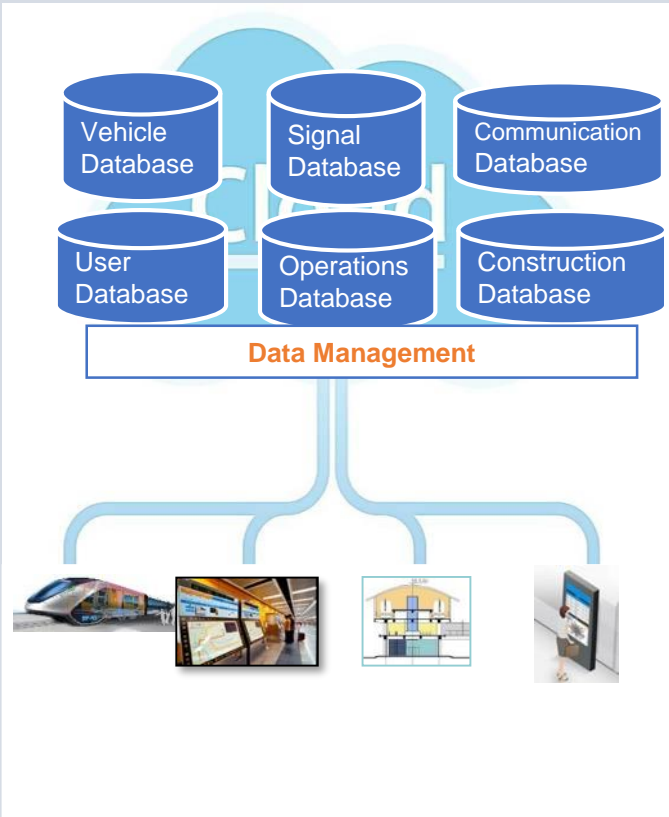 Vehicle
Database
Signal
Database
Communication
Database
User
Database
Operations
Database
Construction
Database
Data Management